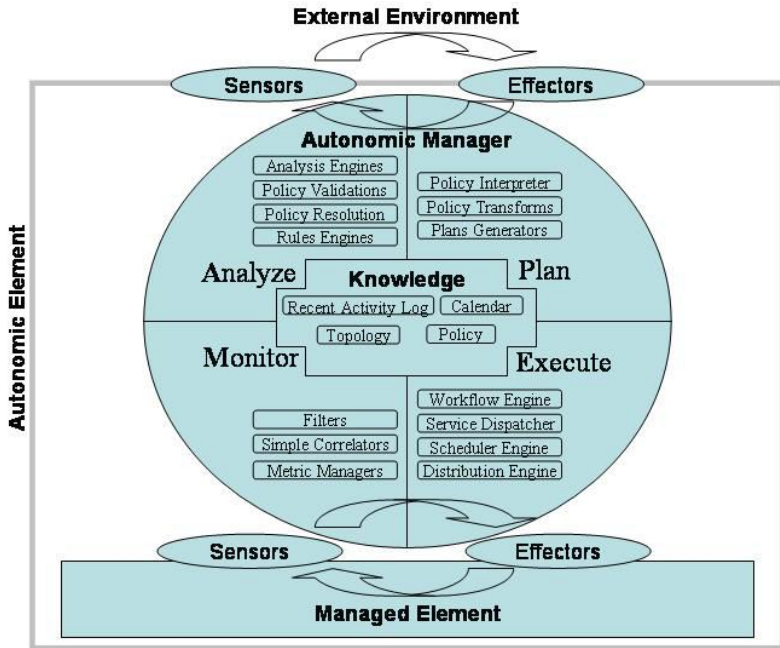 External Environment
Sensors
Effectors
Autonomic Manager
Analysis Engines
Policy Validations
Policy Resolution
Rules Engines
Policy Interpreter
Policy Transforms
Plans Generators
Analyze
Plan
Knowledge
Recent Activity Log
Calendar
Topology
Policy
Monitor
Execute
Filters
Simple Correlators
Metric Managers
Workflow Engine
Service Dispatcher
Scheduler Engine
Distribution Engine
Sensors
Effectors
Managed Element
Autonomic Element